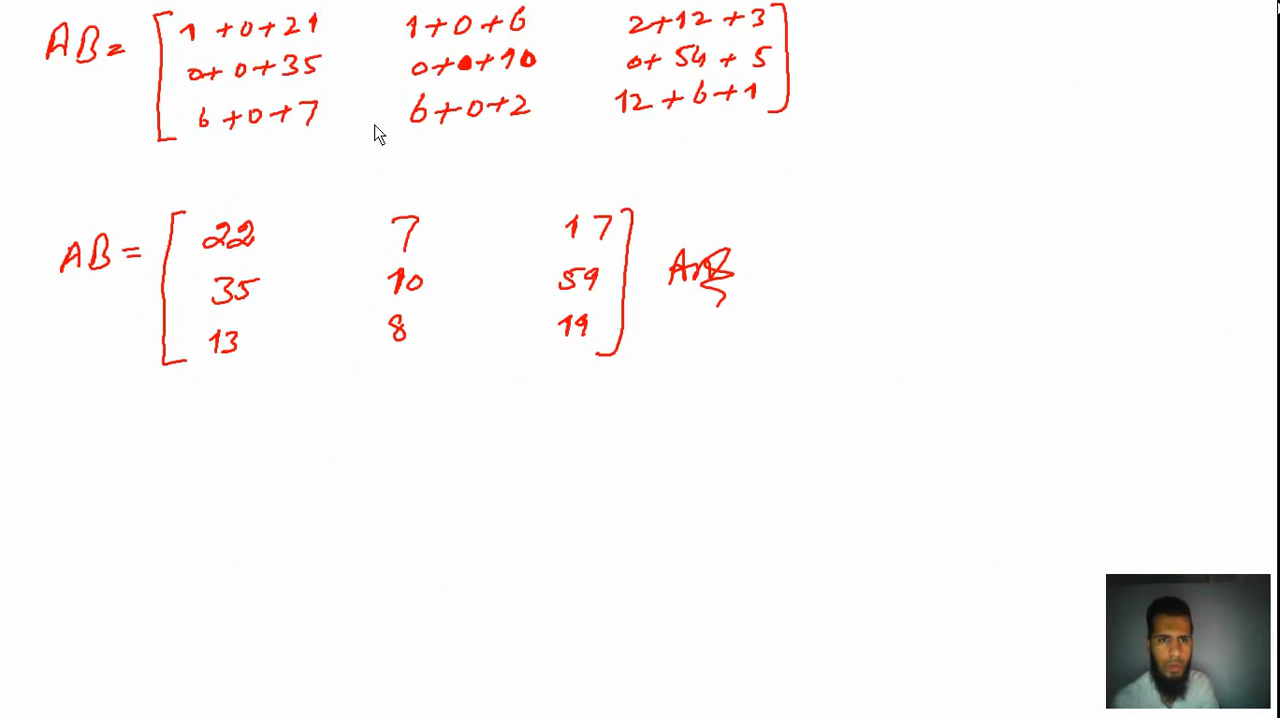 AB= [ 1+0+21 1+0+6 2+12+3 ]
0+0+35 0+0+10 0+54+5
6+0+7 6+0+2 12+6+1
AB = [ 22 7 17 ] Ans
35 10 59
13 8 19